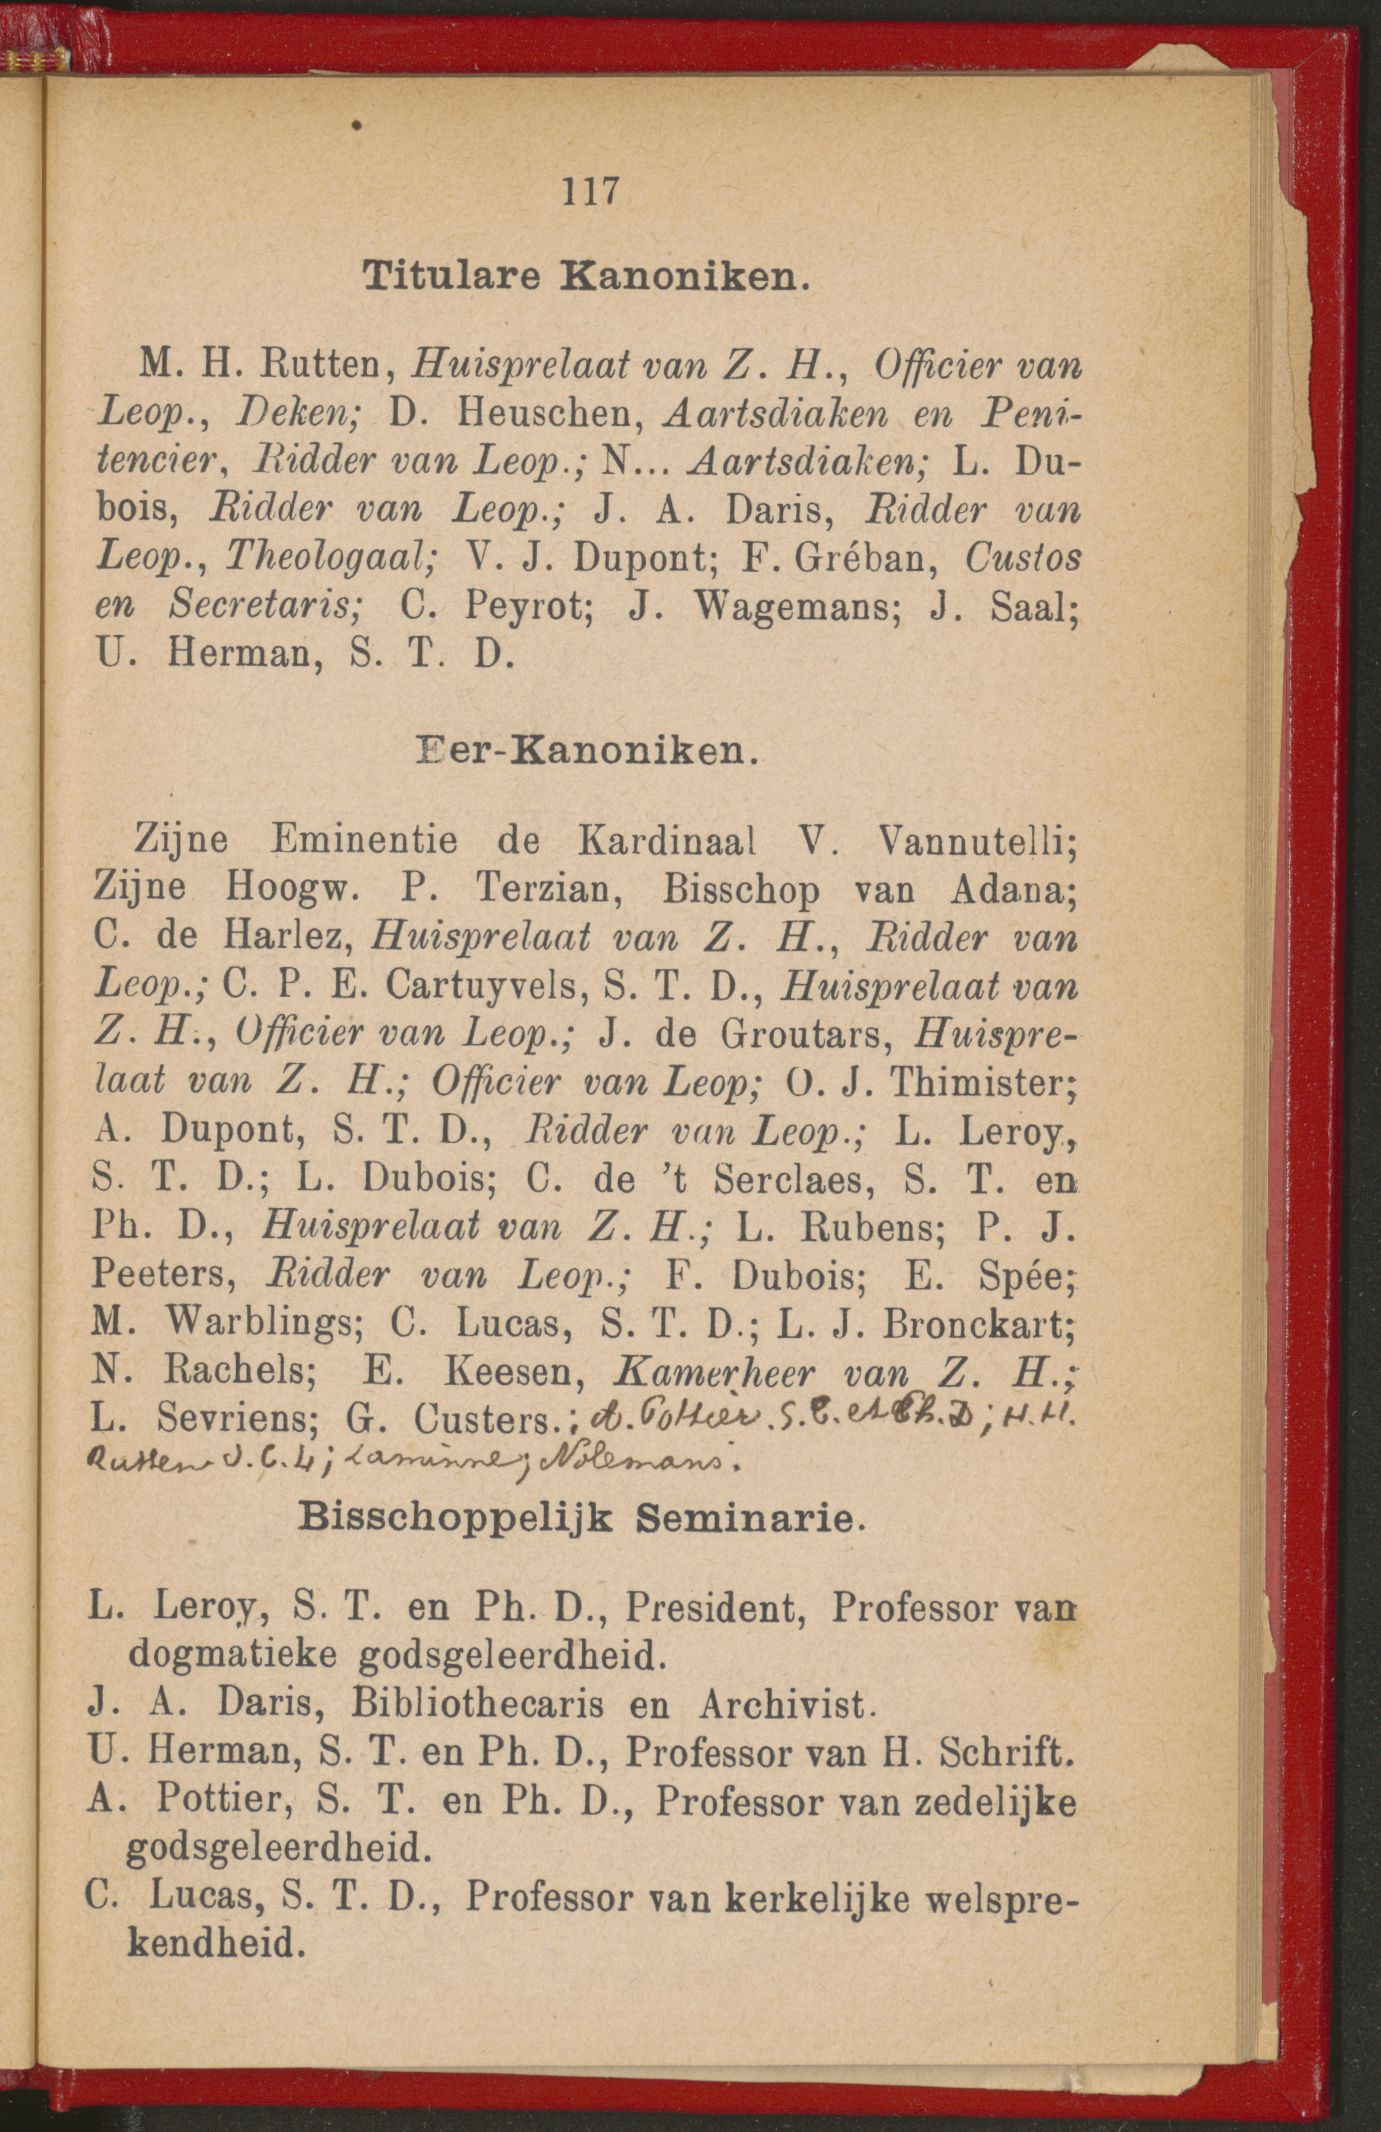 117
Titulare Kanoniken.
M. H. Rutten, Huisprelaat van Z. H., Officier van
Leop., Deken; D. Heuschen, Aartsdiaken en Peni-
tencier, Ridder van Leop.; N... Aartsdiaken; L. Du-
bois, Ridder van Leop.; J. A. Daris, Ridder van
Leop., Theologaal; V. J. Dupont; F. Gréban, Custos
en Secretaris; C. Peyrot; J. Wagemans; J. Saal;
U. Herman, S. T. D.
Eer-Kanoniken.
Zijne Eminentie de Kardinaal V. Vannutelli;
Zijne Hoogw. P. Terzian, Bisschop van Adana;
C. de Harlez, Huisprelaat van Z. H., Ridder van
Leop.; C. P. E. Cartuyvels, S. T. D., Huisprelaat van
Z. H., Officier van Leop.; J. de Groutars, Huispre-
laat van Z. H.; Officier van Leop; O. J. Thimister;
A. Dupont, S. T. D., Ridder van Leop.; L. Leroy,
S. T. D.; L. Dubois; C. de 't Serclaes, S. T. en
Ph. D., Huisprelaat van Z. H.; L. Rubens; P. J.
Peeters, Ridder van Leop.; F. Dubois; E. Spée;
M. Warblings; C. Lucas, S. T. D.; L. J. Bronckart;
N. Rachels; E. Keesen, Kamerheer van Z. H.;
L. Sevriens; G. Custers.; A. Pottier. S. et Ph. D; H. H.
Rutten J. C. L; Laminne; Nolemans.
Bisschoppelijk Seminarie.
L. Leroy, S. T. en Ph. D., President, Professor van
dogmatieke godsgeleerdheid.
J. A. Daris, Bibliothecaris en Archivist.
U. Herman, S. T. en Ph. D., Professor van H. Schrift.
A. Pottier, S. T. en Ph. D., Professor van zedelijke
godsgeleerdheid.
C. Lucas, S. T. D., Professor van kerkelijke welspre-
kendheid.